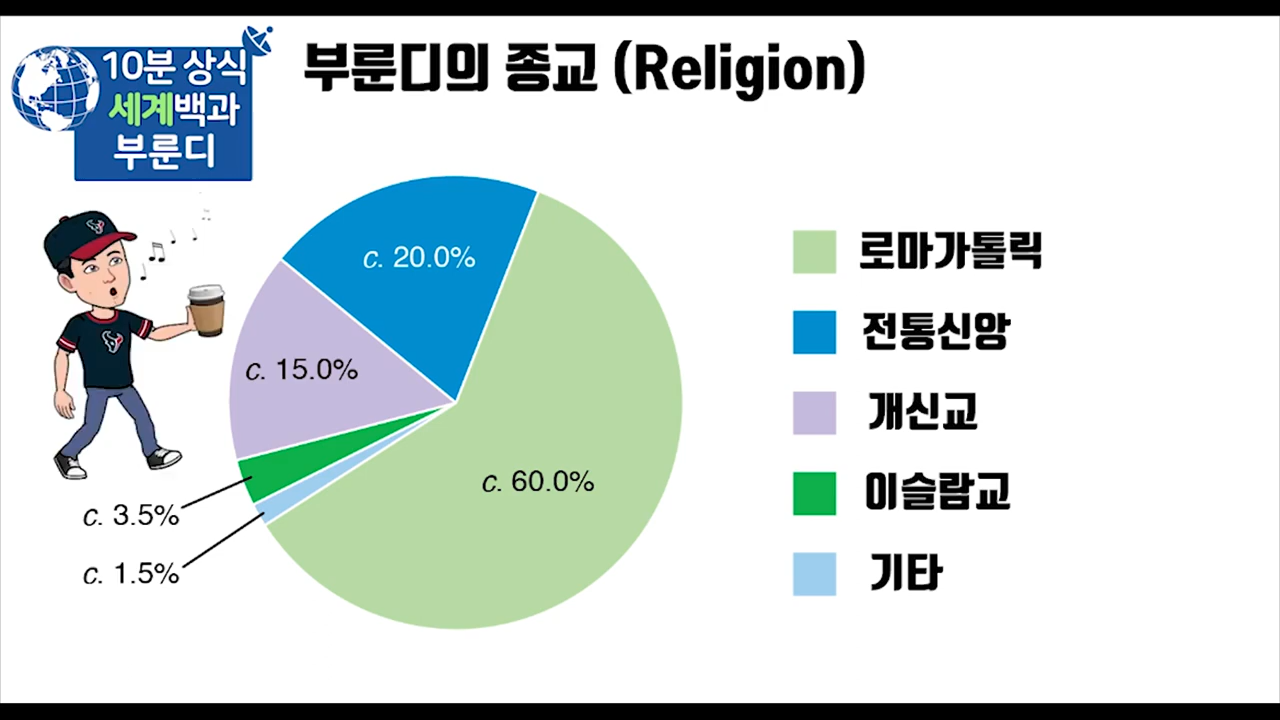 10분 상식
세계백과
부룬디
부룬디의 종교 (Religion)
c. 20.0%
c. 15.0%
c. 60.0%
c. 3.5%
c. 1.5%
로마가톨릭
전통신앙
개신교
이슬람교
기타